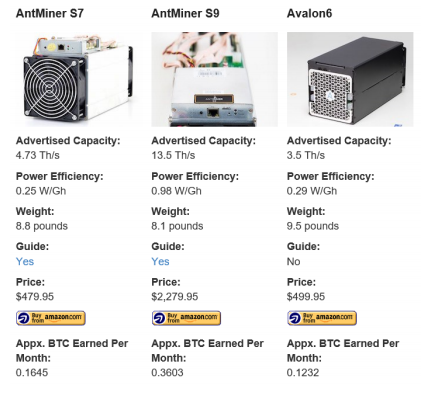 AntMiner S7
Advertised Capacity:
4.73 Th/s
Power Efficiency:
0.25 W/Gh
Weight:
8.8 pounds
Guide:
Yes
Price:
$479.95
Buy from amazon.com
Appx. BTC Earned Per
Month:
0.1645
AntMiner S9
Advertised Capacity:
13.5 Th/s
Power Efficiency:
0.98 W/Gh
Weight:
8.1 pounds
Guide:
Yes
Price:
$2,279.95
Buy from amazon.com
Appx. BTC Earned Per
Month:
0.3603
Avalon6
Advertised Capacity:
3.5 Th/s
Power Efficiency:
0.29 W/Gh
Weight:
9.5 pounds
Guide:
No
Price:
$499.95
Buy from amazon.com
Appx. BTC Earned Per
Month:
0.1232